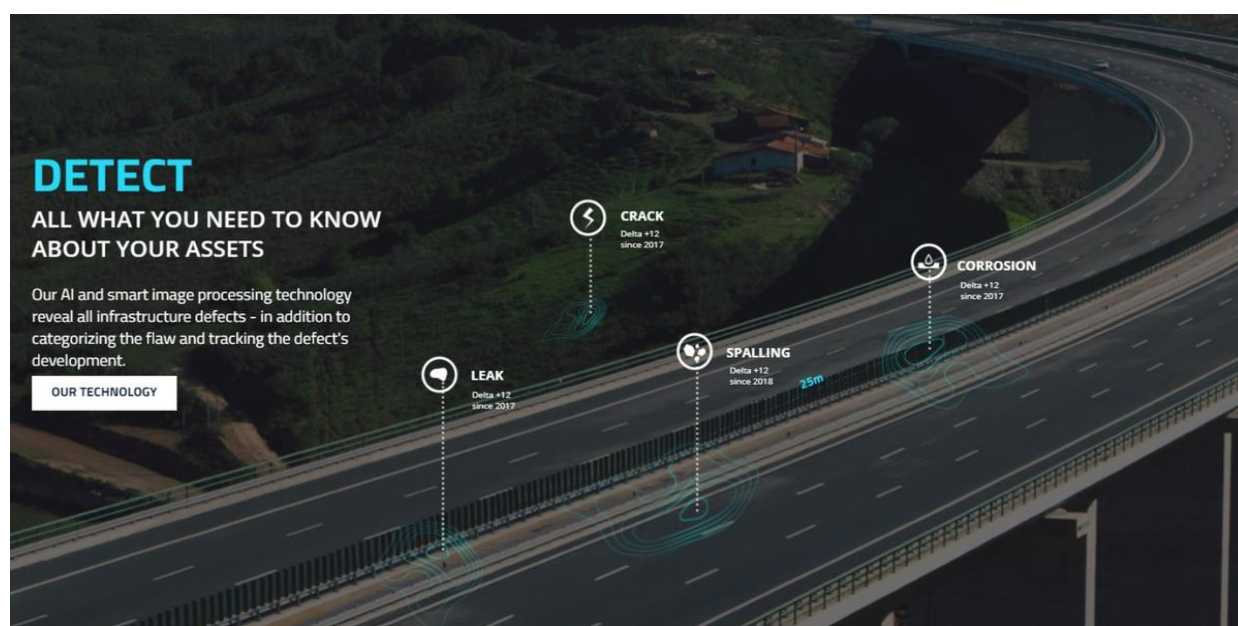 DETECT
ALL WHAT YOU NEED TO KNOW
ABOUT YOUR ASSETS
Our AI and smart image processing technology
reveal all infrastructure defects - in addition to
categorizing the flaw and tracking the defect's
development.
OUR TECHNOLOGY
CRACK
Delta +12
since 2017
CORROSION
Delta +12
since 2017
SPALLING
Delta +12
since 2018
25m
LEAK
Delta +12
since 2017